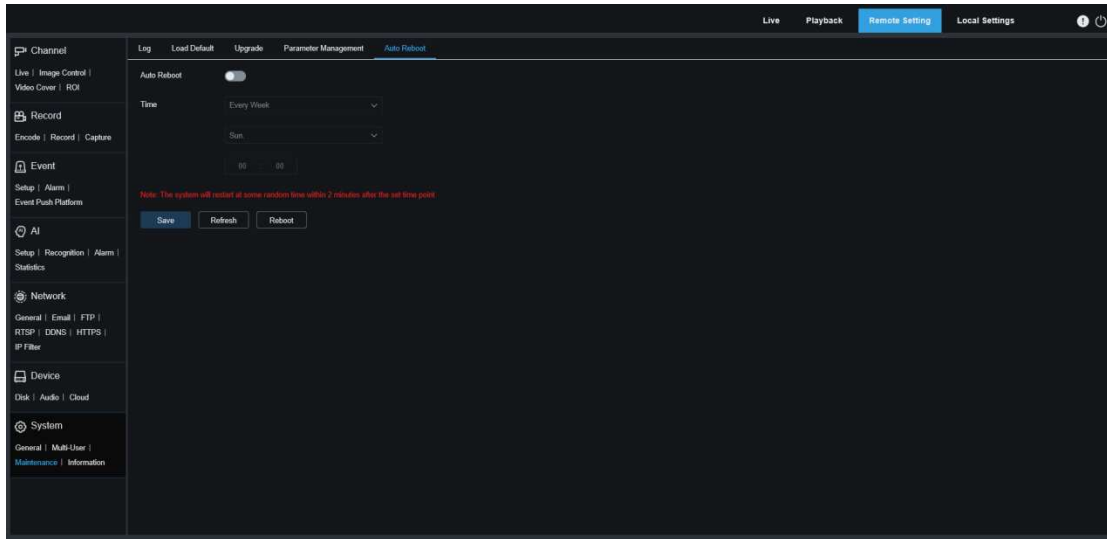 Live Playback Remote Setting Local Settings
Channel
Live | Image Control |
Video Cover | ROI
Record
Encode | Record | Capture
Event
Setup | Alarm |
Event Push Platform
AI
Setup | Recognition | Alarm |
Statistics
Network
General | Email | FTP |
RTSP | DDNS | HTTPS |
IP Filter
Device
Disk | Audio | Cloud
System
General | Multi-User |
Maintenance | Information
Log Load Default Upgrade Parameter Management Auto Reboot
Auto Reboot
Time Every Week
Sun.
00 : 00
Note: The system will restart at some random time within 2 minutes after the set time point
Save Refresh Reboot